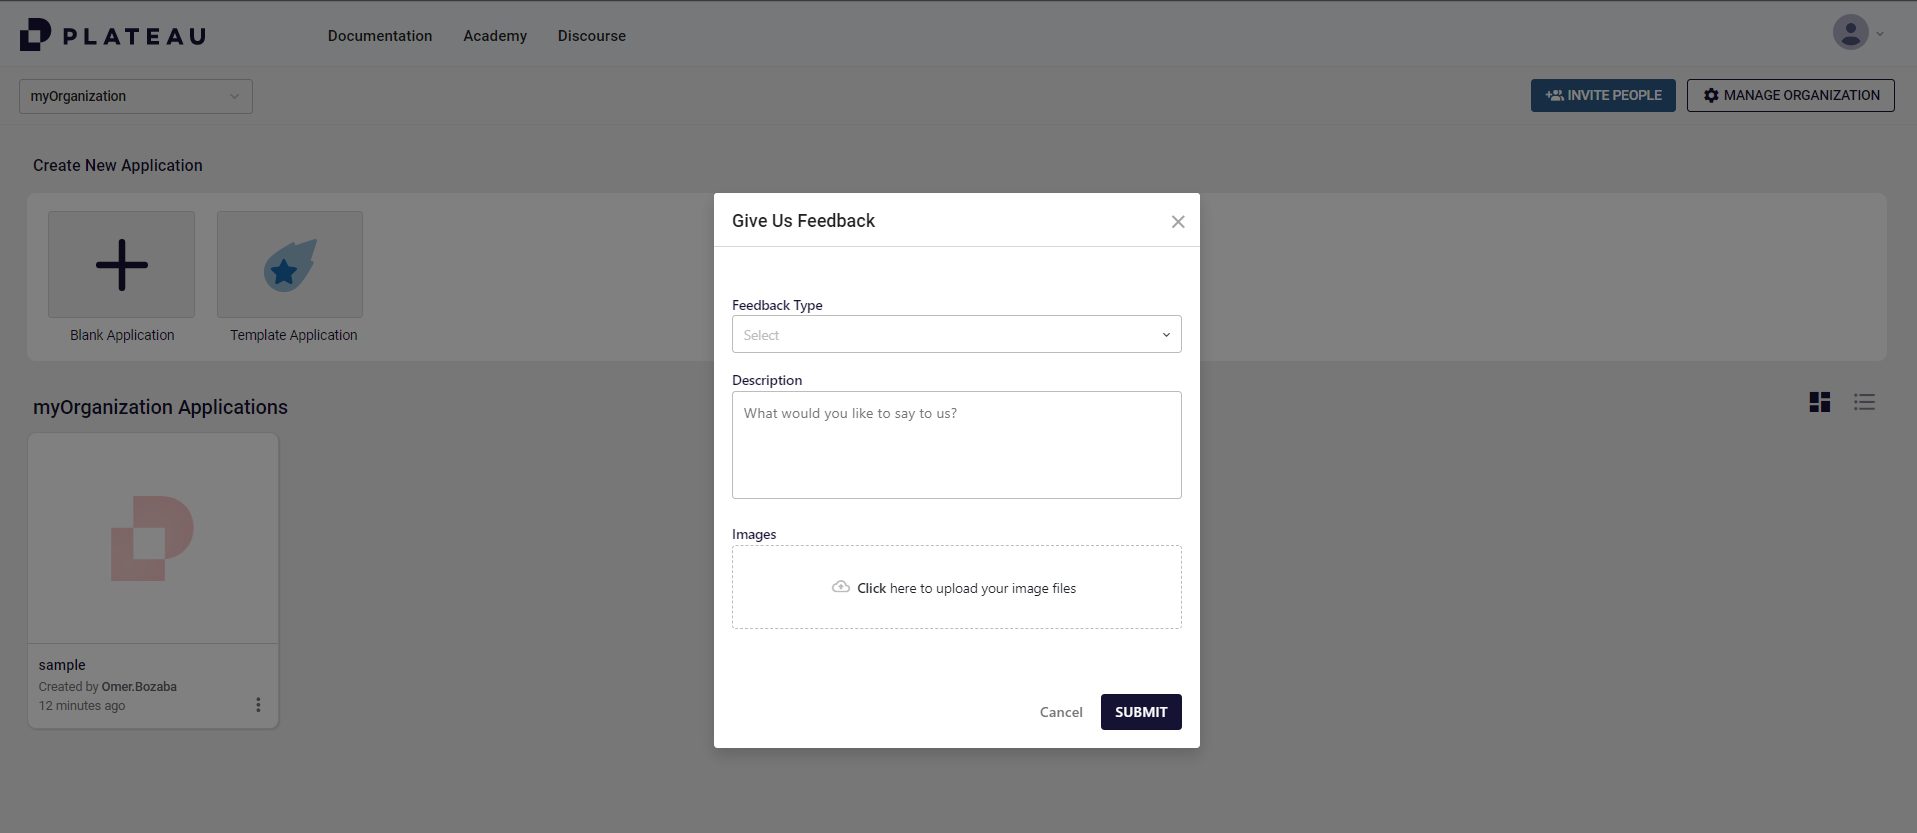 PLATEAU
Documentation Academy Discourse
myOrganization
INVITE PEOPLE
MANAGE ORGANIZATION
Create New Application
Blank Application
Template Application
myOrganization Applications
sample
Created by Omer.Bozaba
12 minutes ago
Give Us Feedback
Feedback Type
Select
Description
What would you like to say to us?
Images
Click here to upload your image files
Cancel
SUBMIT